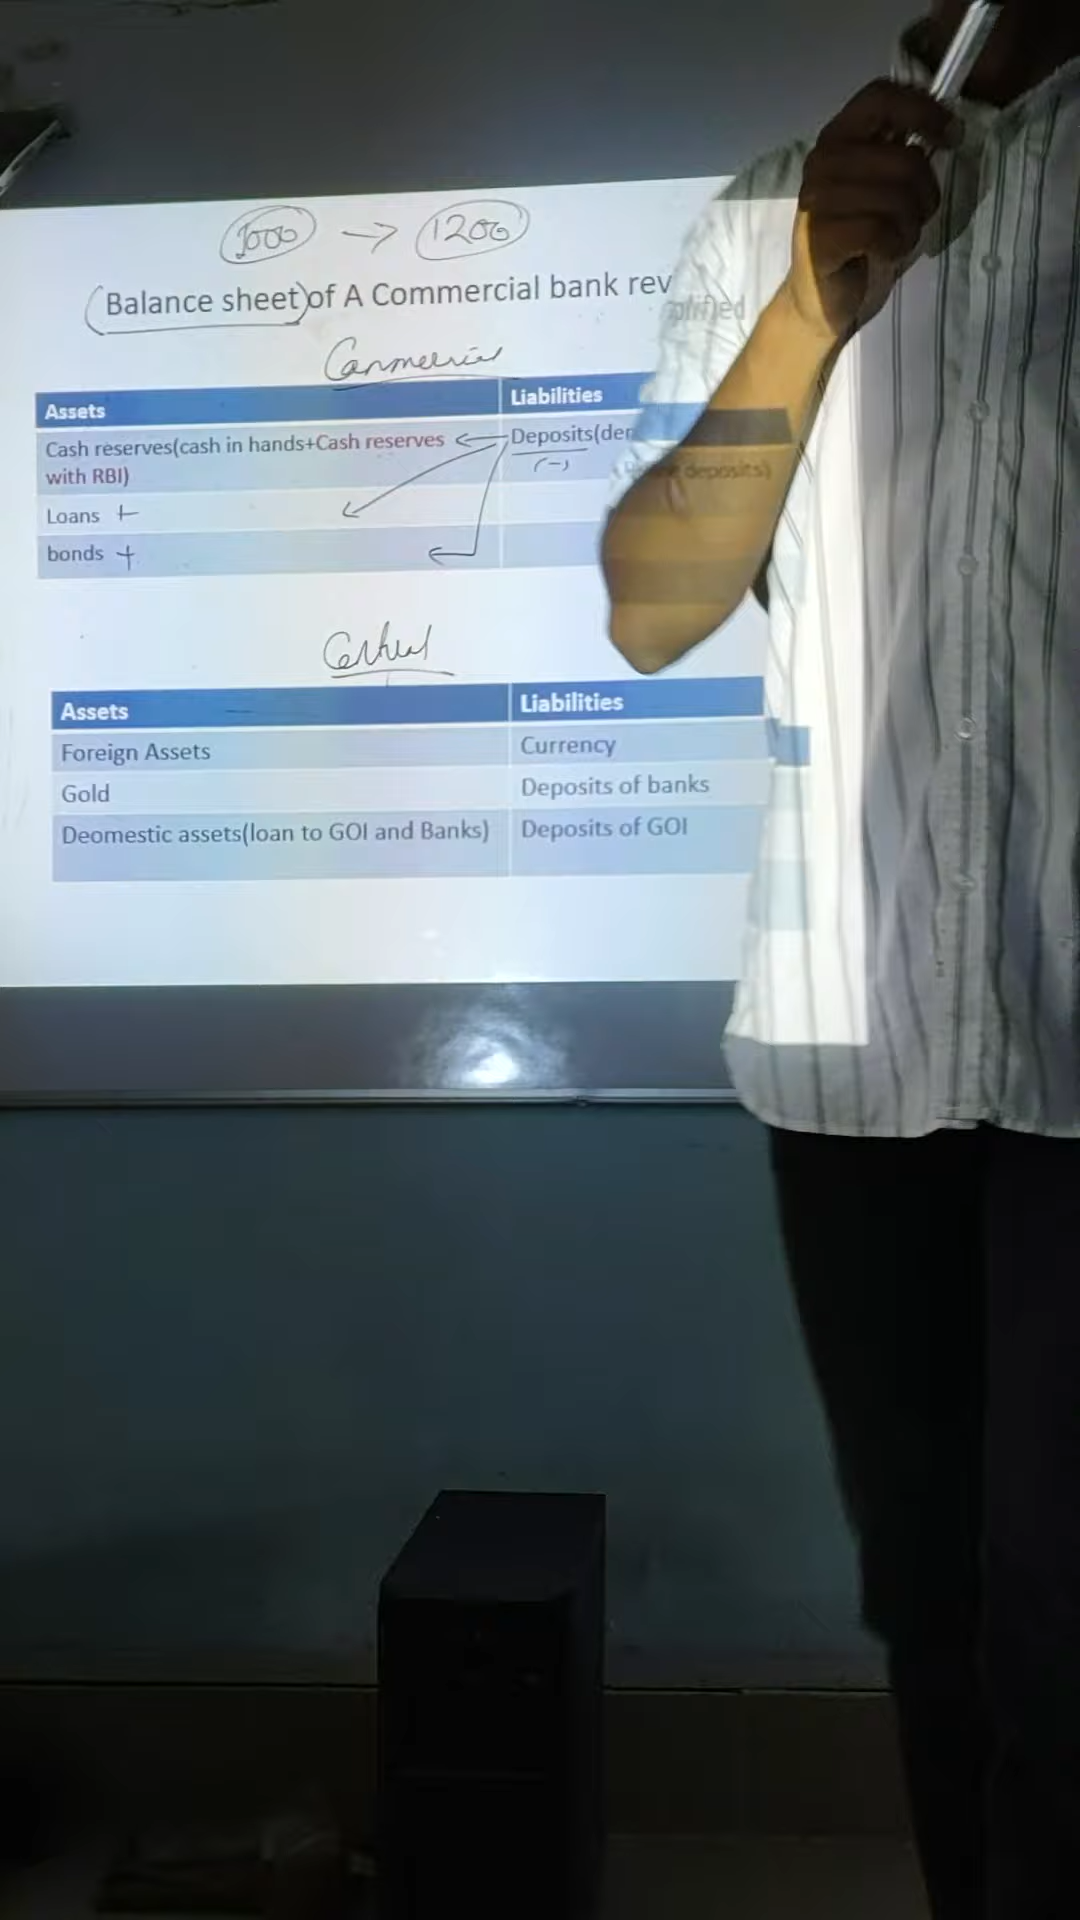 1000 → 1200
(Balance sheet) of A Commercial bank rev
plified
Commercial
Assets Liabilities
Cash reserves(cash in hands+Cash reserves Deposits(der
with RBI) (-) deposits)
Loans +
bonds +
Central
Assets Liabilities
Foreign Assets Currency
Gold Deposits of banks
Deomestic assets(loan to GOI and Banks) Deposits of GOI